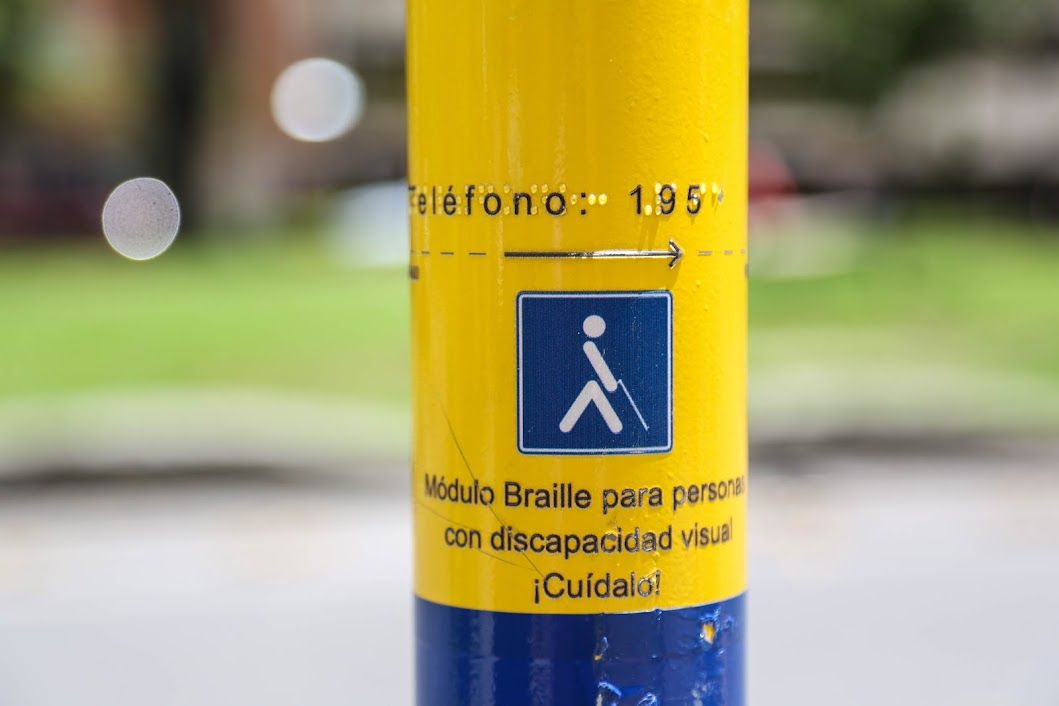 Teléfono: 195
Módulo Braille para personas
con discapacidad visual
¡Cuídalo!